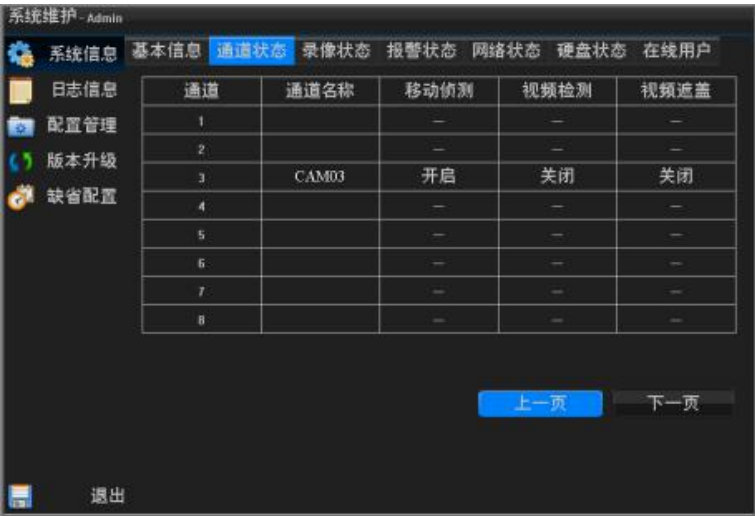 系统维护 - Admin
系统信息 基本信息 通道状态 录像状态 报警状态 网络状态 硬盘状态 在线用户
日志信息
配置管理
版本升级
缺省配置
通道 通道名称 移动侦测 视频检测 视频遮盖
1 — — —
2 — — —
3 CAM03 开启 关闭 关闭
4 — — —
5 — — —
6 — — —
7 — — —
8 — — —
上一页 下一页
退出